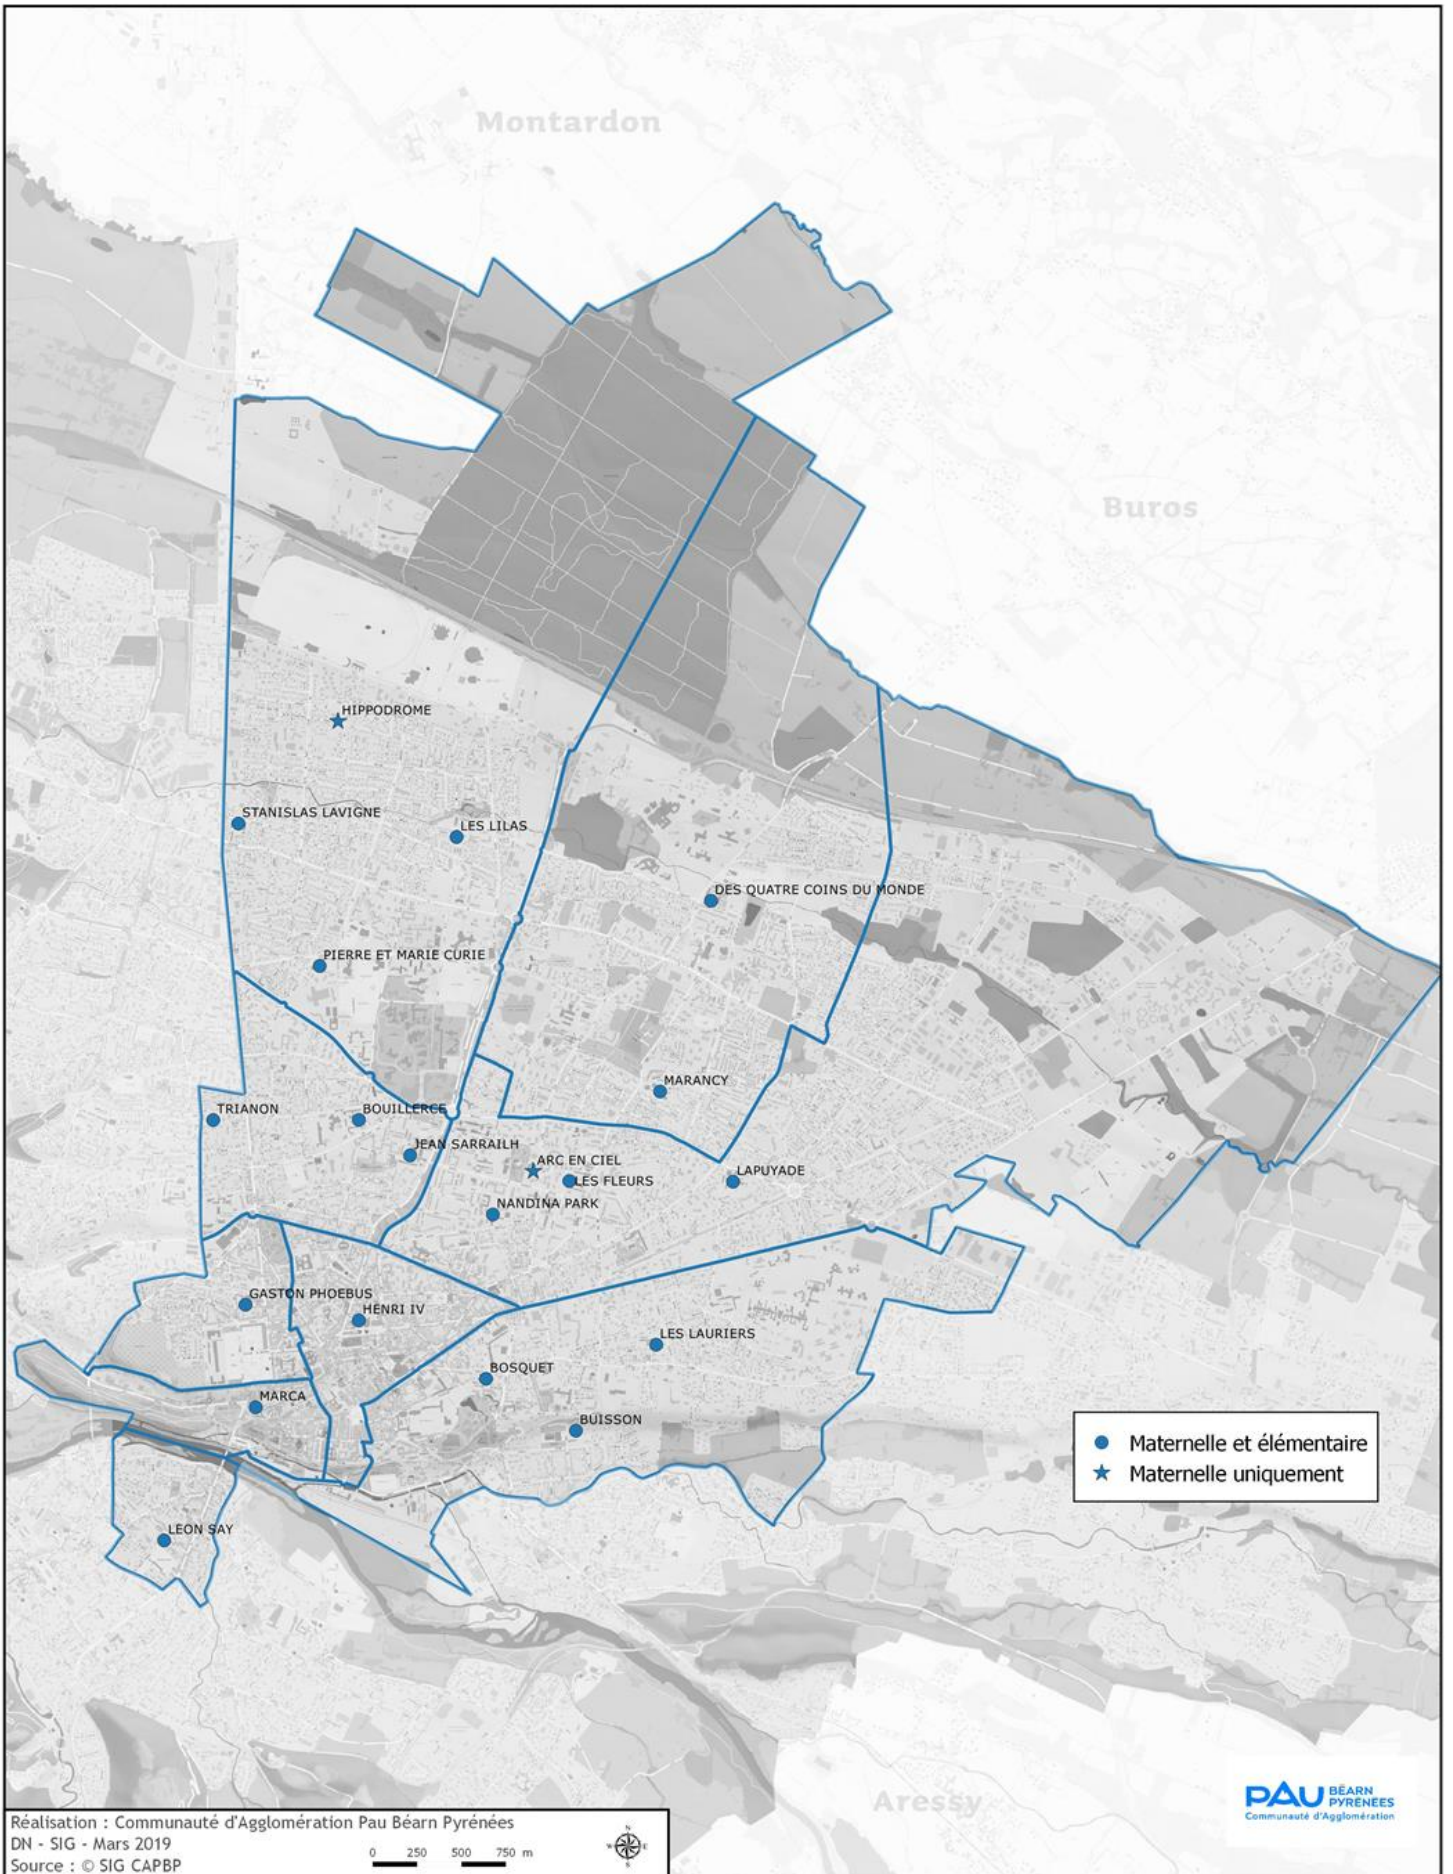 Montardon
Buros
HIPPODROME
STANISLAS LAVIGNE
LES LILAS
DES QUATRE COINS DU MONDE
PIERRE ET MARIE CURIE
MARANCY
TRIANON
BOUILLERCE
JEAN SARRAILH
ARC EN CIEL
LES FLEURS
LAPUYADE
NANDINA PARK
GASTON PHOEBUS
HENRI IV
LES LAURIERS
BOSQUET
MARCA
BUISSON
Maternelle et élémentaire
Maternelle uniquement
LEON SAY
Aressy
PAU BÉARN
PYRÉNÉES
Communauté d'Agglomération
Réalisation : Communauté d'Agglomération Pau Béarn Pyrénées
DN - SIG - Mars 2019
Source : © SIG CAPBP
0 250 500 750 m
N
W E
S